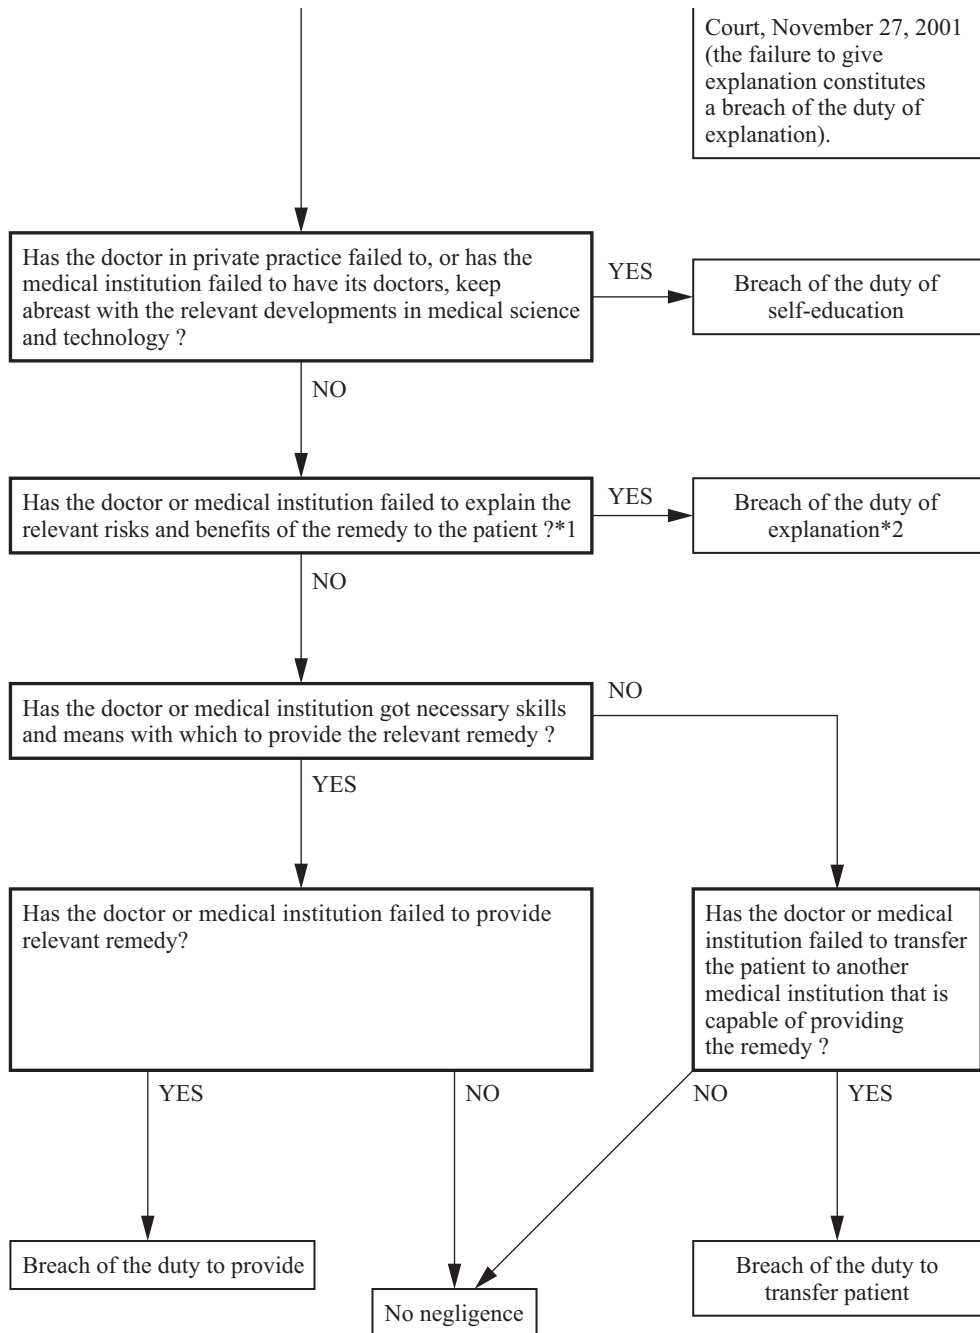 Court, November 27, 2001
(the failure to give
explanation constitutes
a breach of the duty of
explanation).
Has the doctor in private practice failed to, or has the
medical institution failed to have its doctors, keep
abreast with the relevant developments in medical science
and technology ?
YES
Breach of the duty of
self-education
NO
Has the doctor or medical institution failed to explain the
relevant risks and benefits of the remedy to the patient ?*1
YES
Breach of the duty of
explanation*2
NO
Has the doctor or medical institution got necessary skills
and means with which to provide the relevant remedy ?
NO
YES
Has the doctor or medical institution failed to provide
relevant remedy?
Has the doctor or medical
institution failed to transfer
the patient to another
medical institution that is
capable of providing
the remedy ?
YES
NO
NO
YES
Breach of the duty to provide
No negligence
Breach of the duty to
transfer patient